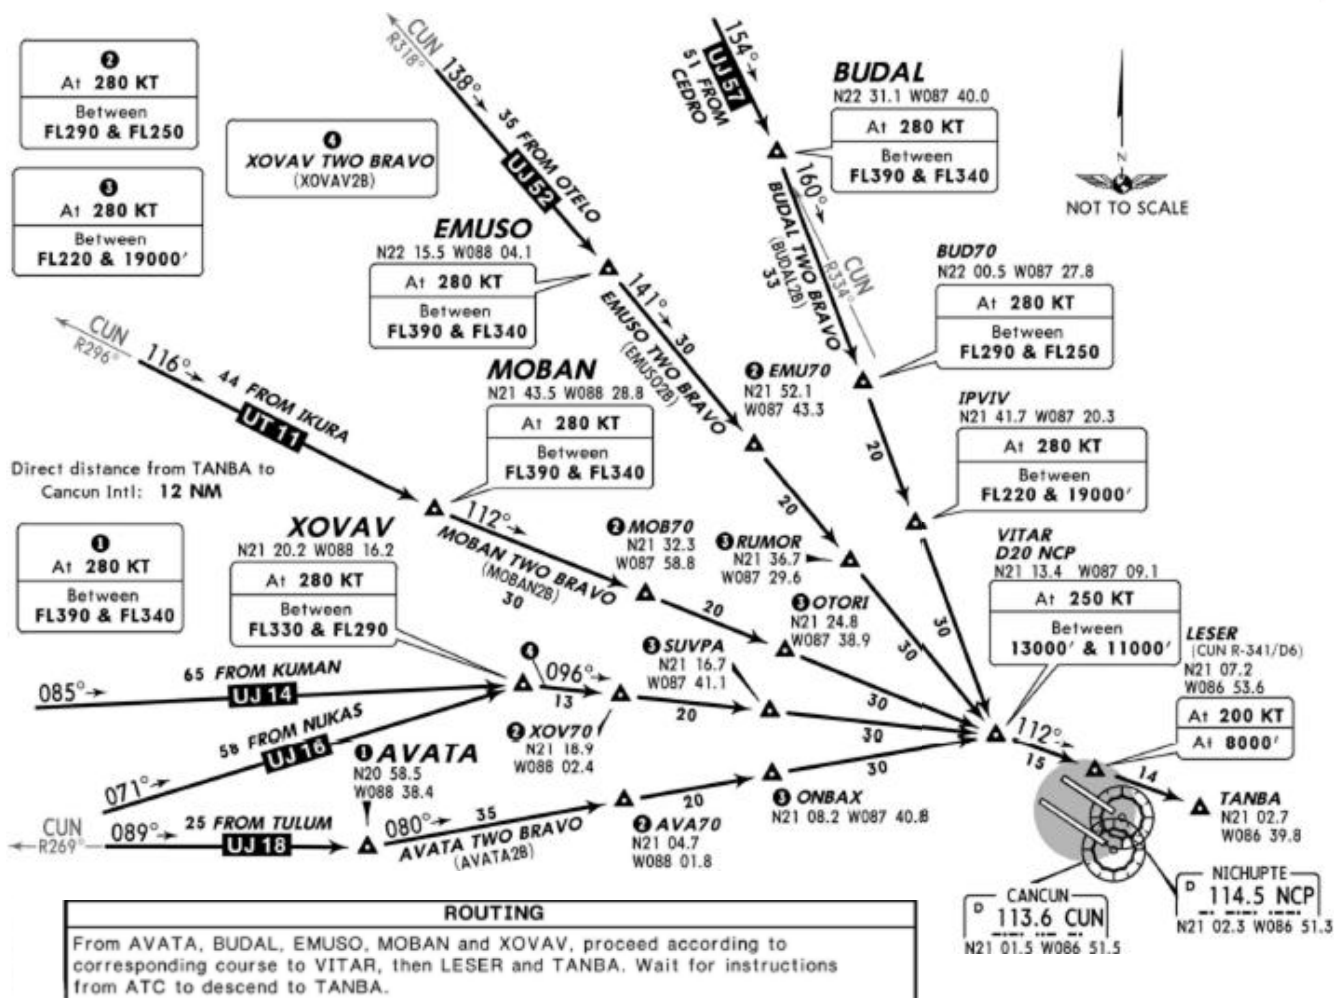 ❷
At 280 KT
Between
FL290 & FL250
❸
At 280 KT
Between
FL220 & 19000'
❹
XOVAV TWO BRAVO
(XOVAV2B)
CUN
R318°
138°
35 FROM OTELO
UJ 52
EMUSO
N22 15.5 W088 04.1
At 280 KT
Between
FL390 & FL340
141°
30
EMUSO TWO BRAVO
(EMUSO2B)
154°
UJ 57
51 FROM
CEDRO
BUDAL
N22 31.1 W087 40.0
At 280 KT
Between
FL390 & FL340
160°
BUDAL TWO BRAVO
(BUDAL2B)
33
CUN
R334°
N
NOT TO SCALE
BUD70
N22 00.5 W087 27.8
At 280 KT
Between
FL290 & FL250
CUN
R296°
116°
44 FROM IKURA
UT 11
MOBAN
N21 43.5 W088 28.8
At 280 KT
Between
FL390 & FL340
❷ EMU70
N21 52.1
W087 43.3
20
IPVIV
N21 41.7 W087 20.3
At 280 KT
Between
FL220 & 19000'
20
Direct distance from TANBA to
Cancun Intl: 12 NM
112°
MOBAN TWO BRAVO
(MOBAN2B)
30
❷ MOB70
N21 32.3
W087 58.8
20
❸ RUMOR
N21 36.7
W087 29.6
30
30
❶
At 280 KT
Between
FL390 & FL340
XOVAV
N21 20.2 W088 16.2
At 280 KT
Between
FL330 & FL290
❸ OTORI
N21 24.8
W087 38.9
30
VITAR
D20 NCP
N21 13.4 W087 09.1
At 250 KT
Between
13000' & 11000'
LESER
(CUN R-341/D6)
N21 07.2
W086 53.6
At 200 KT
At 8000'
❸ SUVPA
N21 16.7
W087 41.1
085°
65 FROM KUMAN
UJ 14
❹
096°
13
20
30
❷ XOV70
N21 18.9
W088 02.4
071°
58 FROM NUKAS
UJ 16
❶ AVATA
N20 58.5
W088 38.4
CUN
R269°
089°
25 FROM TULUM
UJ 18
080°
35
AVATA TWO BRAVO
(AVATA2B)
❷ AVA70
N21 04.7
W088 01.8
20
❸ ONBAX
N21 08.2 W087 40.8
30
112°
15
14
TANBA
N21 02.7
W086 39.8
CANCUN
D 113.6 CUN
N21 01.5 W086 51.5
NICHUPTE
D 114.5 NCP
N21 02.3 W086 51.3
ROUTING
From AVATA, BUDAL, EMUSO, MOBAN and XOVAV, proceed according to
corresponding course to VITAR, then LESER and TANBA. Wait for instructions
from ATC to descend to TANBA.